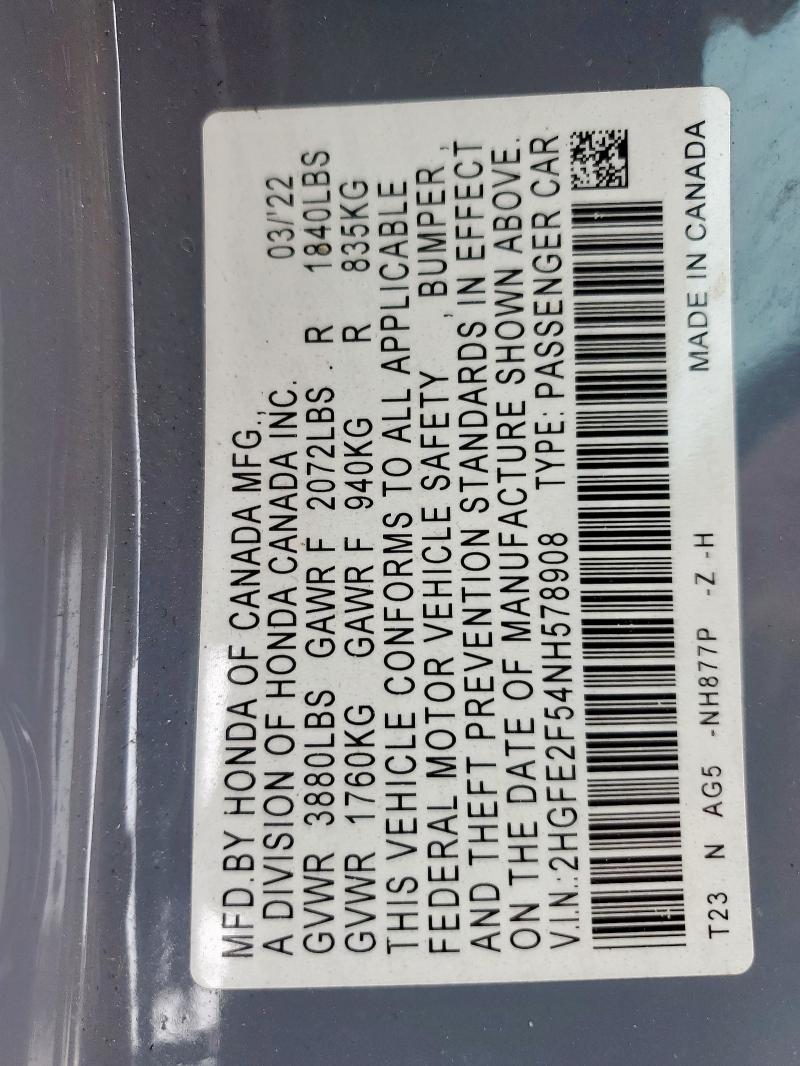 MFD.BY HONDA OF CANADA MFG.,
A DIVISION OF HONDA CANADA INC. 03/'22
GVWR 3880LBS GAWR F 2072LBS R 1840LBS
GVWR 1760KG GAWR F 940KG R 835KG
THIS VEHICLE CONFORMS TO ALL APPLICABLE
FEDERAL MOTOR VEHICLE SAFETY , BUMPER ,
AND THEFT PREVENTION STANDARDS IN EFFECT
ON THE DATE OF MANUFACTURE SHOWN ABOVE.
V.I.N.:2HGFE2F54NH578908 TYPE: PASSENGER CAR
T23 N AG5 -NH877P -Z -H MADE IN CANADA